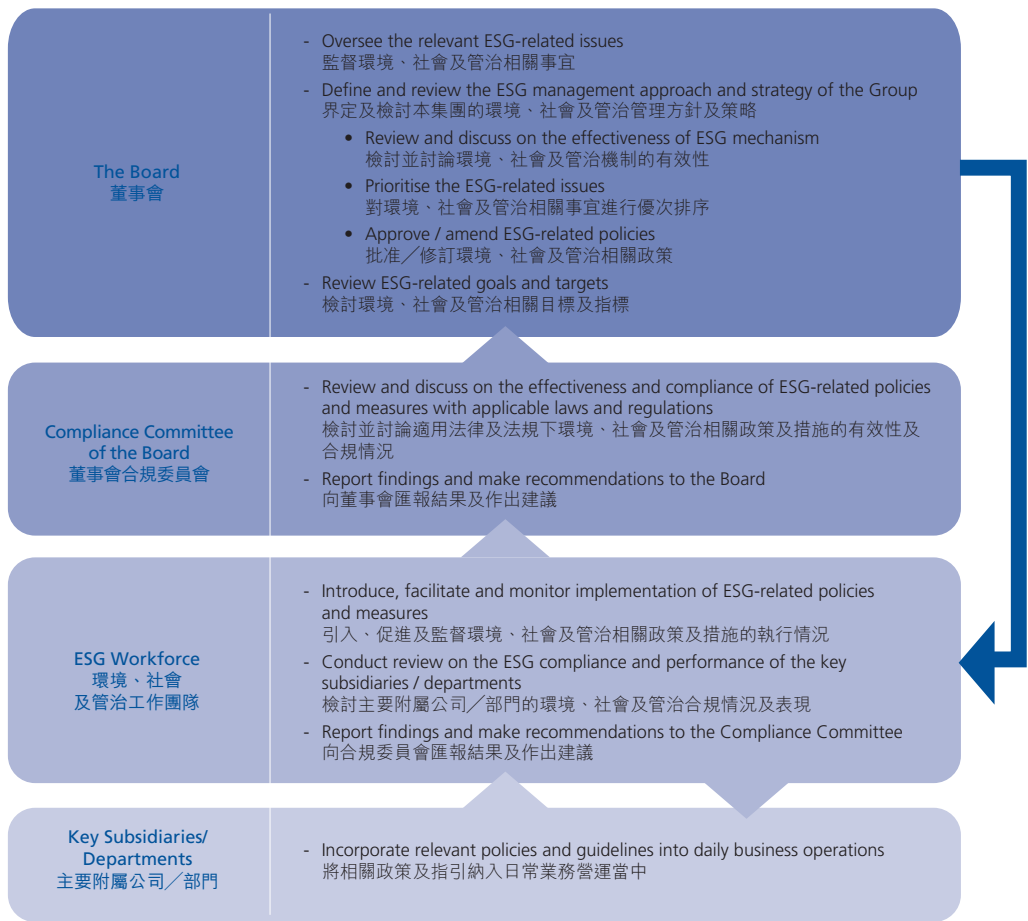 The Board
董事會
- Oversee the relevant ESG-related issues
監督環境、社會及管治相關事宜
- Define and review the ESG management approach and strategy of the Group
界定及檢討本集團的環境、社會及管治管理方針及策略
• Review and discuss on the effectiveness of ESG mechanism
檢討並討論環境、社會及管治機制的有效性
• Prioritise the ESG-related issues
對環境、社會及管治相關事宜進行優次排序
• Approve / amend ESG-related policies
批准／修訂環境、社會及管治相關政策
- Review ESG-related goals and targets
檢討環境、社會及管治相關目標及指標
Compliance Committee
of the Board
董事會合規委員會
- Review and discuss on the effectiveness and compliance of ESG-related policies
and measures with applicable laws and regulations
檢討並討論適用法律及法規下環境、社會及管治相關政策及措施的有效性及
合規情況
- Report findings and make recommendations to the Board
向董事會匯報結果及作出建議
ESG Workforce
環境、社會
及管治工作團隊
- Introduce, facilitate and monitor implementation of ESG-related policies
and measures
引入、促進及監督環境、社會及管治相關政策及措施的執行情況
- Conduct review on the ESG compliance and performance of the key
subsidiaries / departments
檢討主要附屬公司／部門的環境、社會及管治合規情況及表現
- Report findings and make recommendations to the Compliance Committee
向合規委員會匯報結果及作出建議
Key Subsidiaries/
Departments
主要附屬公司／部門
- Incorporate relevant policies and guidelines into daily business operations
將相關政策及指引納入日常業務營運當中